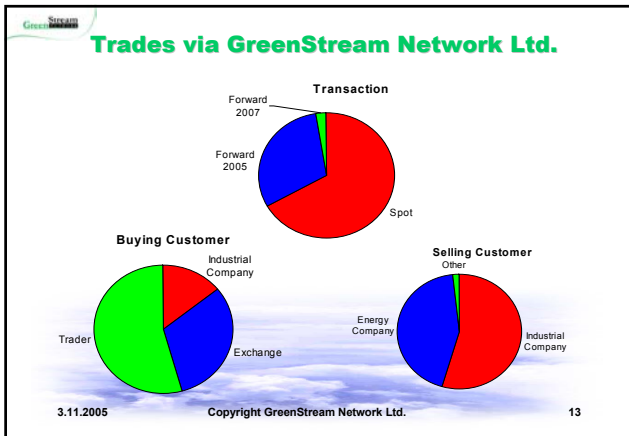 GreenStream
Trades via GreenStream Network Ltd.
Transaction
Forward
2007
Forward
2005
Spot
Buying Customer
Industrial
Company
Trader
Exchange
Selling Customer
Other
Energy
Company
Industrial
Company
3.11.2005
Copyright GreenStream Network Ltd.
13